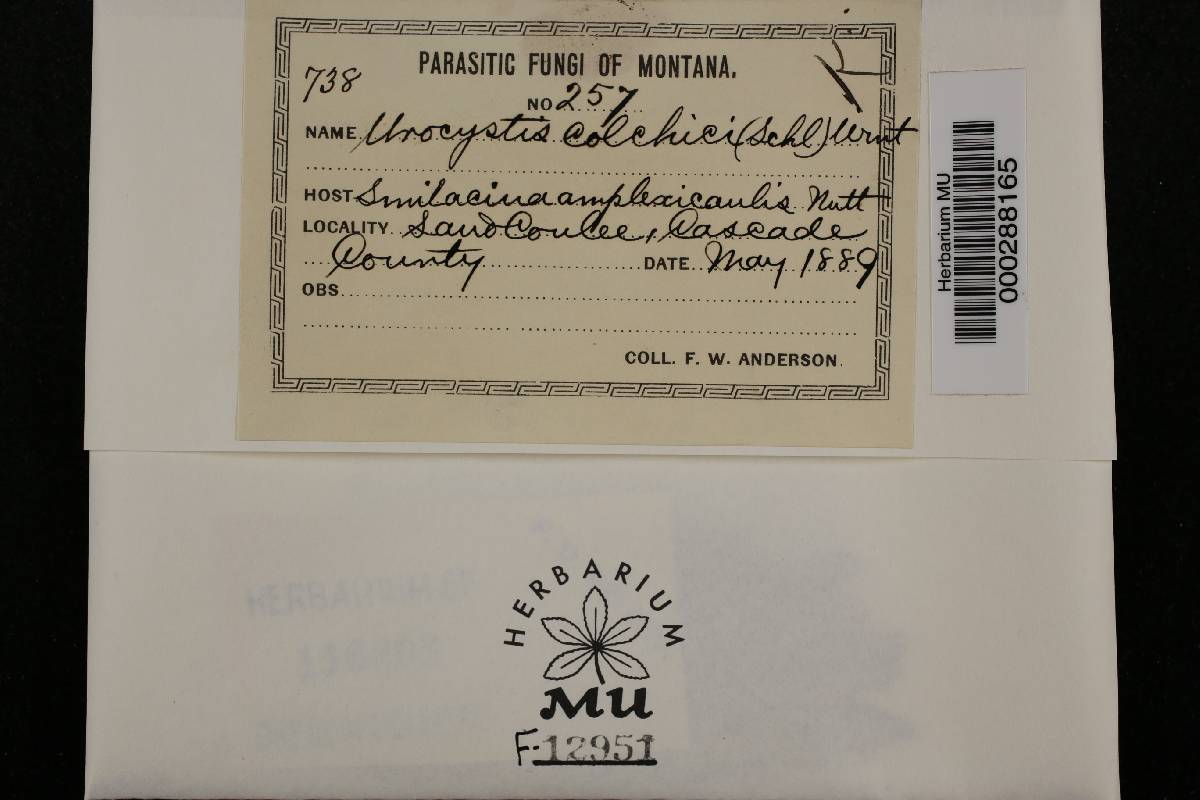 PARASITIC FUNGI OF MONTANA.
738
NO 257
NAME Urocystis colchici (Schl) Wint
HOST Smilacina amplexicaulis Nutt
LOCALITY Sand Coulee, Cascade
County DATE May 1889
OBS
COLL. F. W. ANDERSON.
Herbarium MU
000288165
HERBARIUM
MU
F-12951